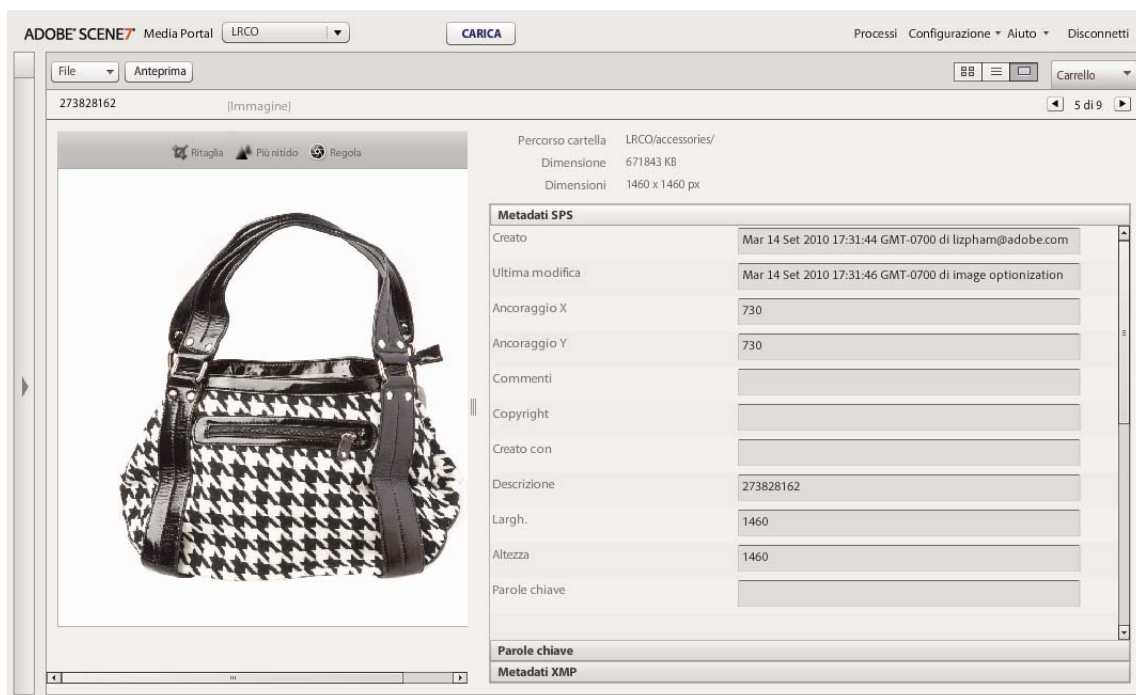 ADOBE® SCENE7® Media Portal LRCO CARICA Processi Configurazione Aiuto Disconnetti
File Anteprima Carrello
273828162 [Immagine] 5 di 9
Ritaglia Più nitido Regola
Percorso cartella LRCO/accessories/
Dimensione 671843 KB
Dimensioni 1460 x 1460 px
Metadati SPS
Creato Mar 14 Set 2010 17:31:44 GMT-0700 di lizpham@adobe.com
Ultima modifica Mar 14 Set 2010 17:31:46 GMT-0700 di image optionization
Ancoraggio X 730
Ancoraggio Y 730
Commenti
Copyright
Creato con
Descrizione 273828162
Largh. 1460
Altezza 1460
Parole chiave
Parole chiave
Metadati XMP